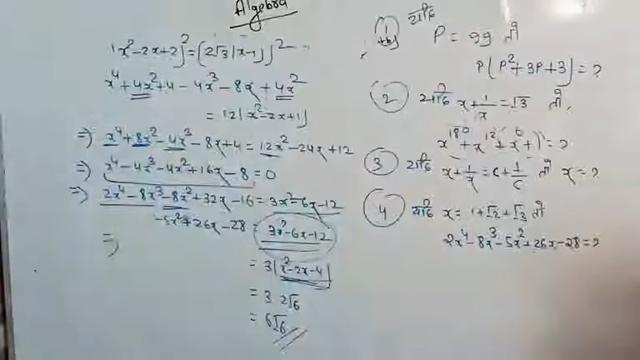 Algebra
(x²-2x+2)² = (2√3(x-1))²
x⁴+4x²+4-4x³-8x+4x²
= 12(x²-2x+1)
⇒) x⁴+8x²-4x³-8x+4 = 12x²-24x+12
⇒) x⁴-4x³-4x²+16x-8=0
⇒) 2x⁴-8x³-8x²+32x-16 = 3x²-6x-12
-5x²+26x-28 = 3x²-6x-12
⇒)
= 3(x²-2x-4)
= 3 2√6
= 6√6
① यदि
P = 99 तो
P(P²+3P+3) = ?
② यदि x+1/x = √3 तो,
x¹⁸⁰+x¹²+x⁶+1 = ?
③ यदि x+1/x = c+1/c तो x = ?
④ यदि x = 1+√2+√3 तो
2x⁴-8x³-5x²+26x-28=?